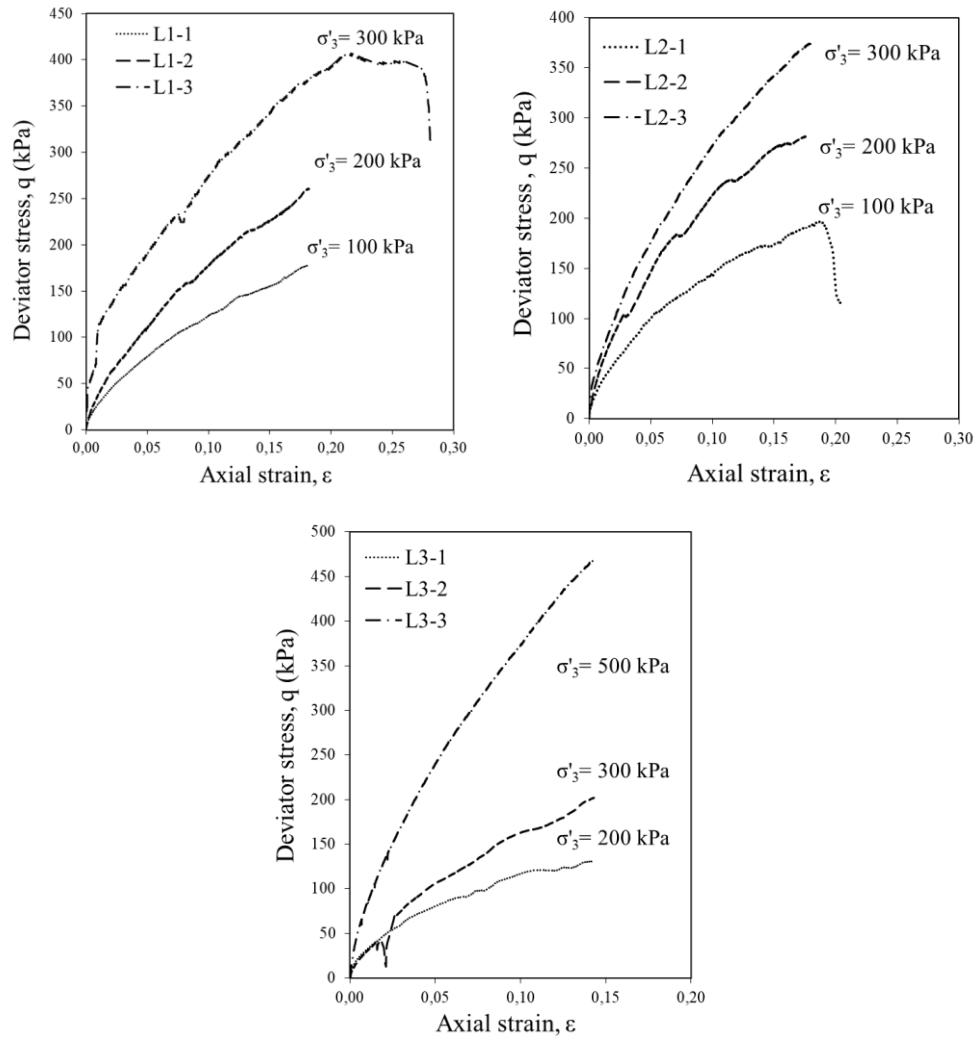 450
400
350
300
250
200
150
100
50
0
L1-1
L1-2
L1-3
σ'3= 300 kPa
σ'3= 200 kPa
σ'3= 100 kPa
Deviator stress, q (kPa)
0,00 0,05 0,10 0,15 0,20 0,25 0,30
Axial strain, ε
400
350
300
250
200
150
100
50
0
L2-1
L2-2
L2-3
σ'3= 300 kPa
σ'3= 200 kPa
σ'3= 100 kPa
Deviator stress , q (kPa)
0,00 0,05 0,10 0,15 0,20 0,25 0,30
Axial strain, ε
500
450
400
350
300
250
200
150
100
50
0
L3-1
L3-2
L3-3
σ'3= 500 kPa
σ'3= 300 kPa
σ'3= 200 kPa
Deviator stress, q (kPa)
0,00 0,05 0,10 0,15 0,20
Axial strain, ε